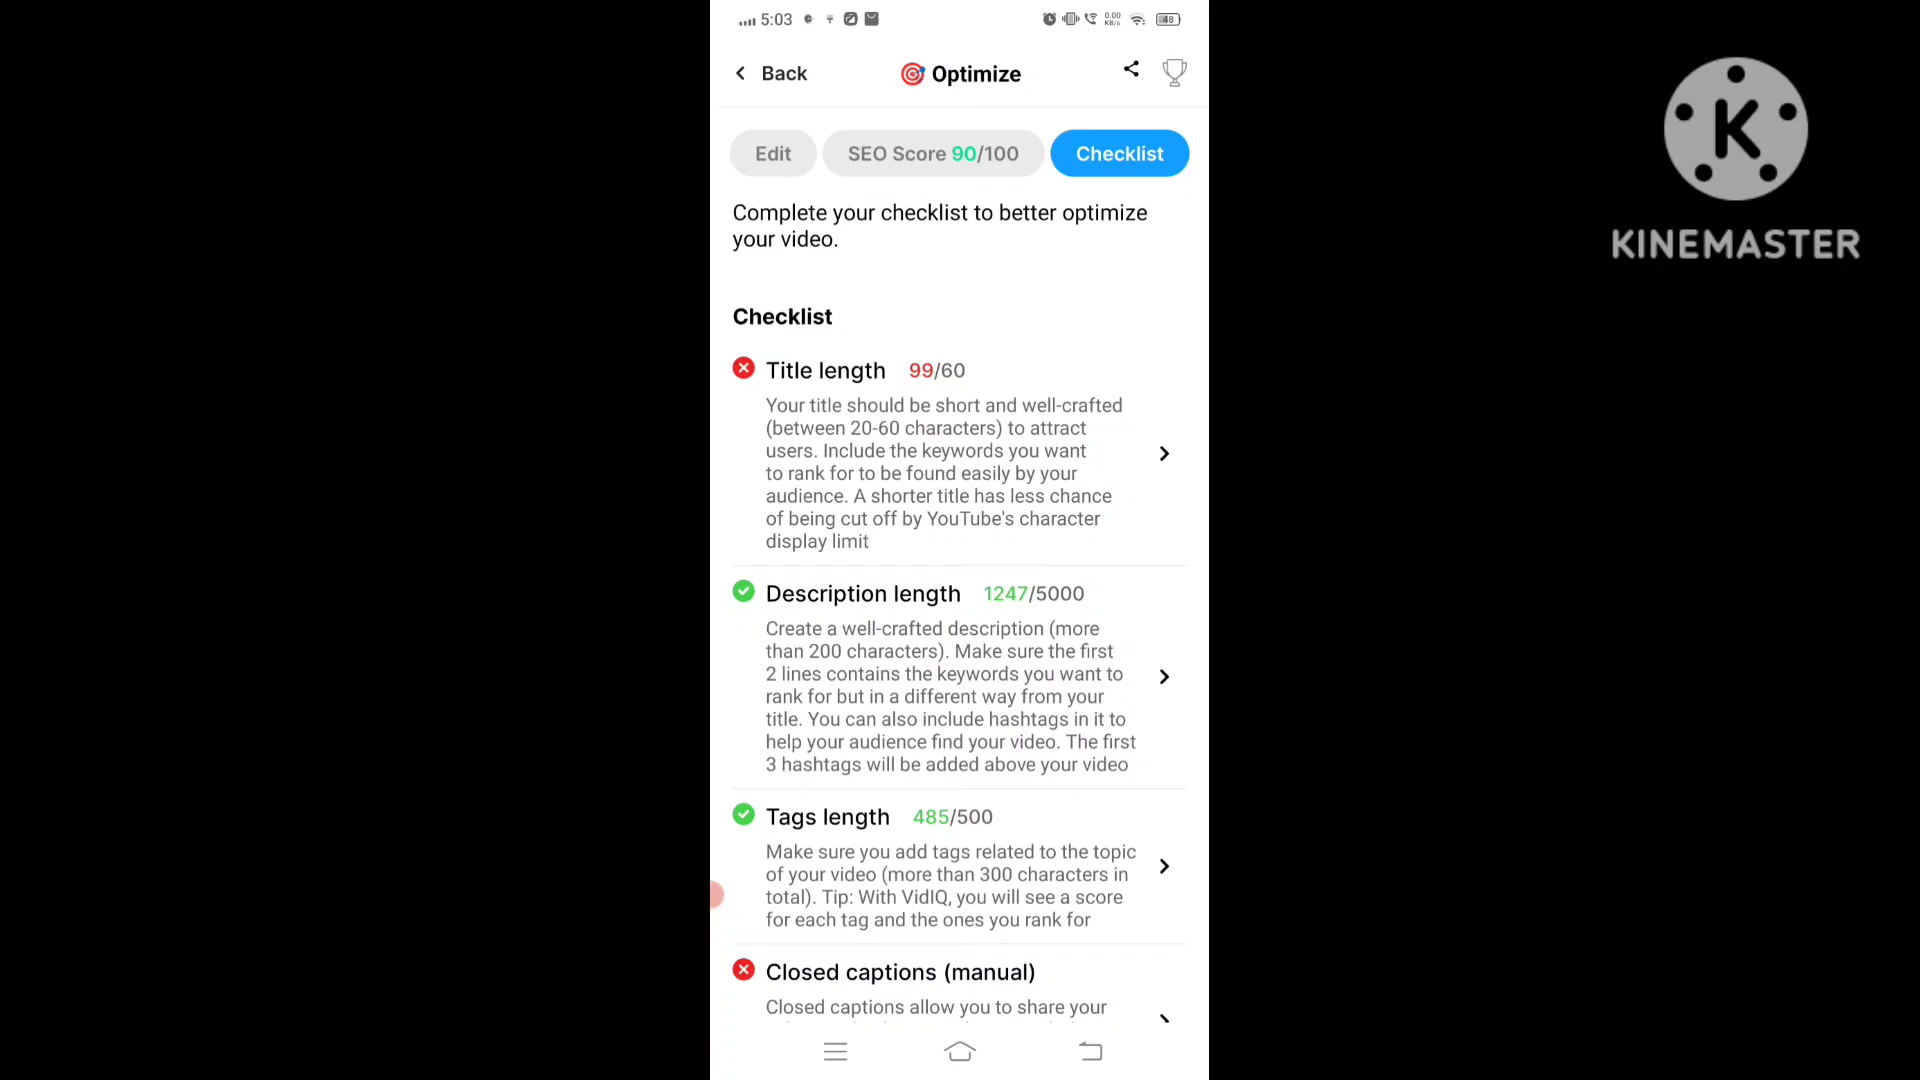 5:03
0.00
KB/s
48
Back
Optimize
Edit
SEO Score 90/100
Checklist
K
KINEMASTER
Complete your checklist to better optimize
your video.
Checklist
Title length 99/60
Your title should be short and well-crafted
(between 20-60 characters) to attract
users. Include the keywords you want
to rank for to be found easily by your
audience. A shorter title has less chance
of being cut off by YouTube's character
display limit
Description length 1247/5000
Create a well-crafted description (more
than 200 characters). Make sure the first
2 lines contains the keywords you want to
rank for but in a different way from your
title. You can also include hashtags in it to
help your audience find your video. The first
3 hashtags will be added above your video
Tags length 485/500
Make sure you add tags related to the topic
of your video (more than 300 characters in
total). Tip: With VidIQ, you will see a score
for each tag and the ones you rank for
Closed captions (manual)
Closed captions allow you to share your